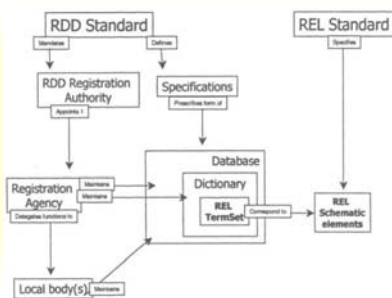 RDD Standard
REL Standard
Mandates
Defines
Specifies
RDD Registration
Authority
Specifications
Appoints 1
Prescribes form of
Database
Dictionary
Registration
Agency
Maintains
Maintains
REL
TermSet
Correspond to
REL
Schematic
elements
Delegates functions to
Local body(s)
Maintains